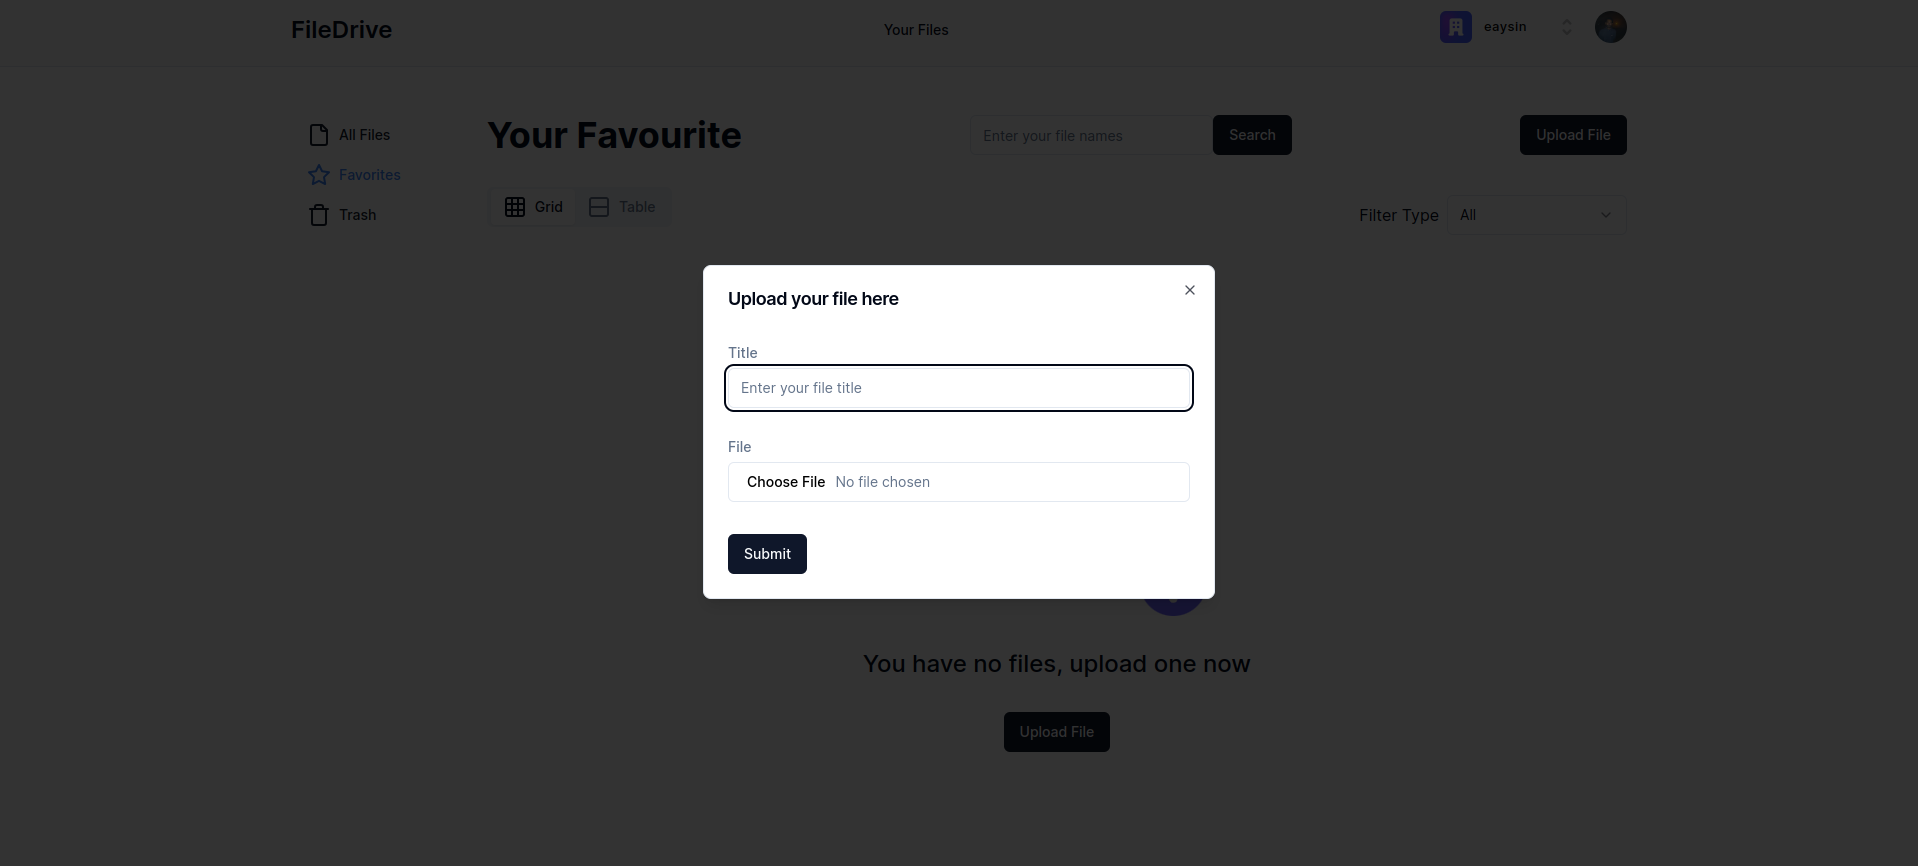 FileDrive
Your Files
eaysin
All Files
Favorites
Trash
Your Favourite
Enter your file names
Search
Upload File
Grid
Table
Filter Type
All
Upload your file here
Title
Enter your file title
File
Choose File No file chosen
Submit
You have no files, upload one now
Upload File